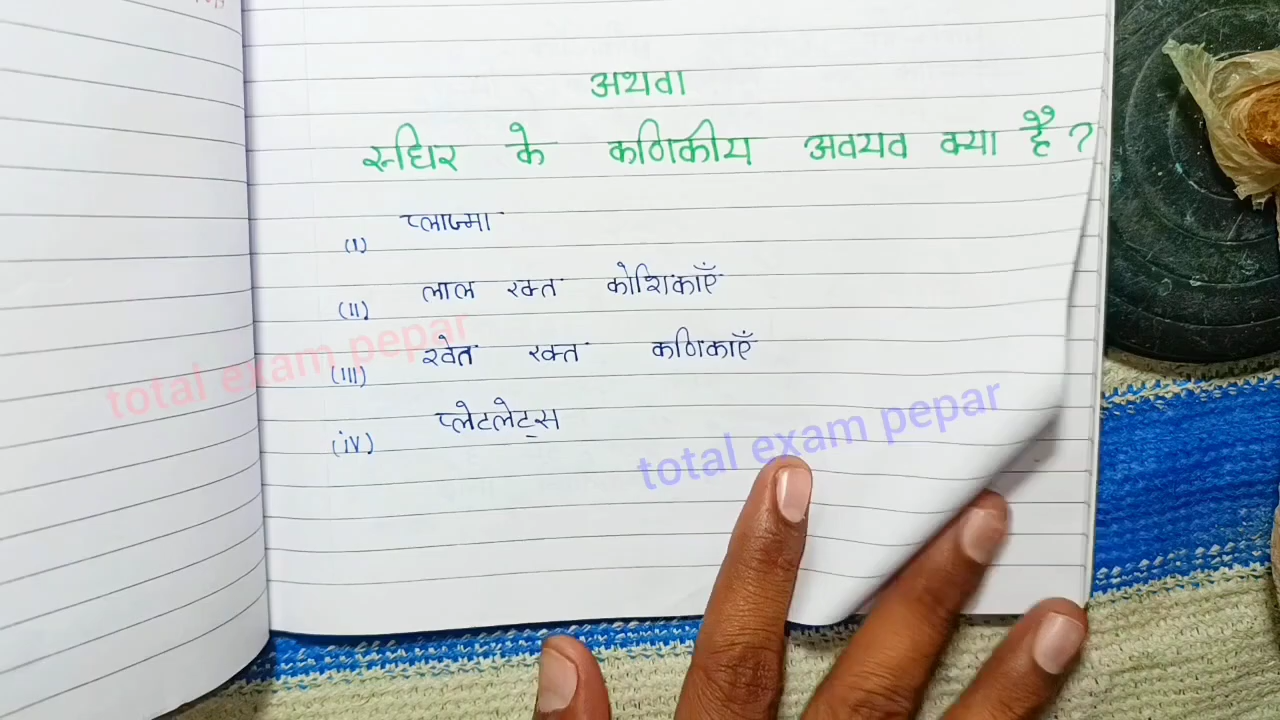 अथवा
रुधिर के कणिकीय अवयव क्या है ?
(I) प्लाज्मा
(II) लाल रक्त कोशिकाएँ
(III) श्वेत रक्त कणिकाएँ
(iv) प्लेटलेट्स
total exam pepar
total exam pepar